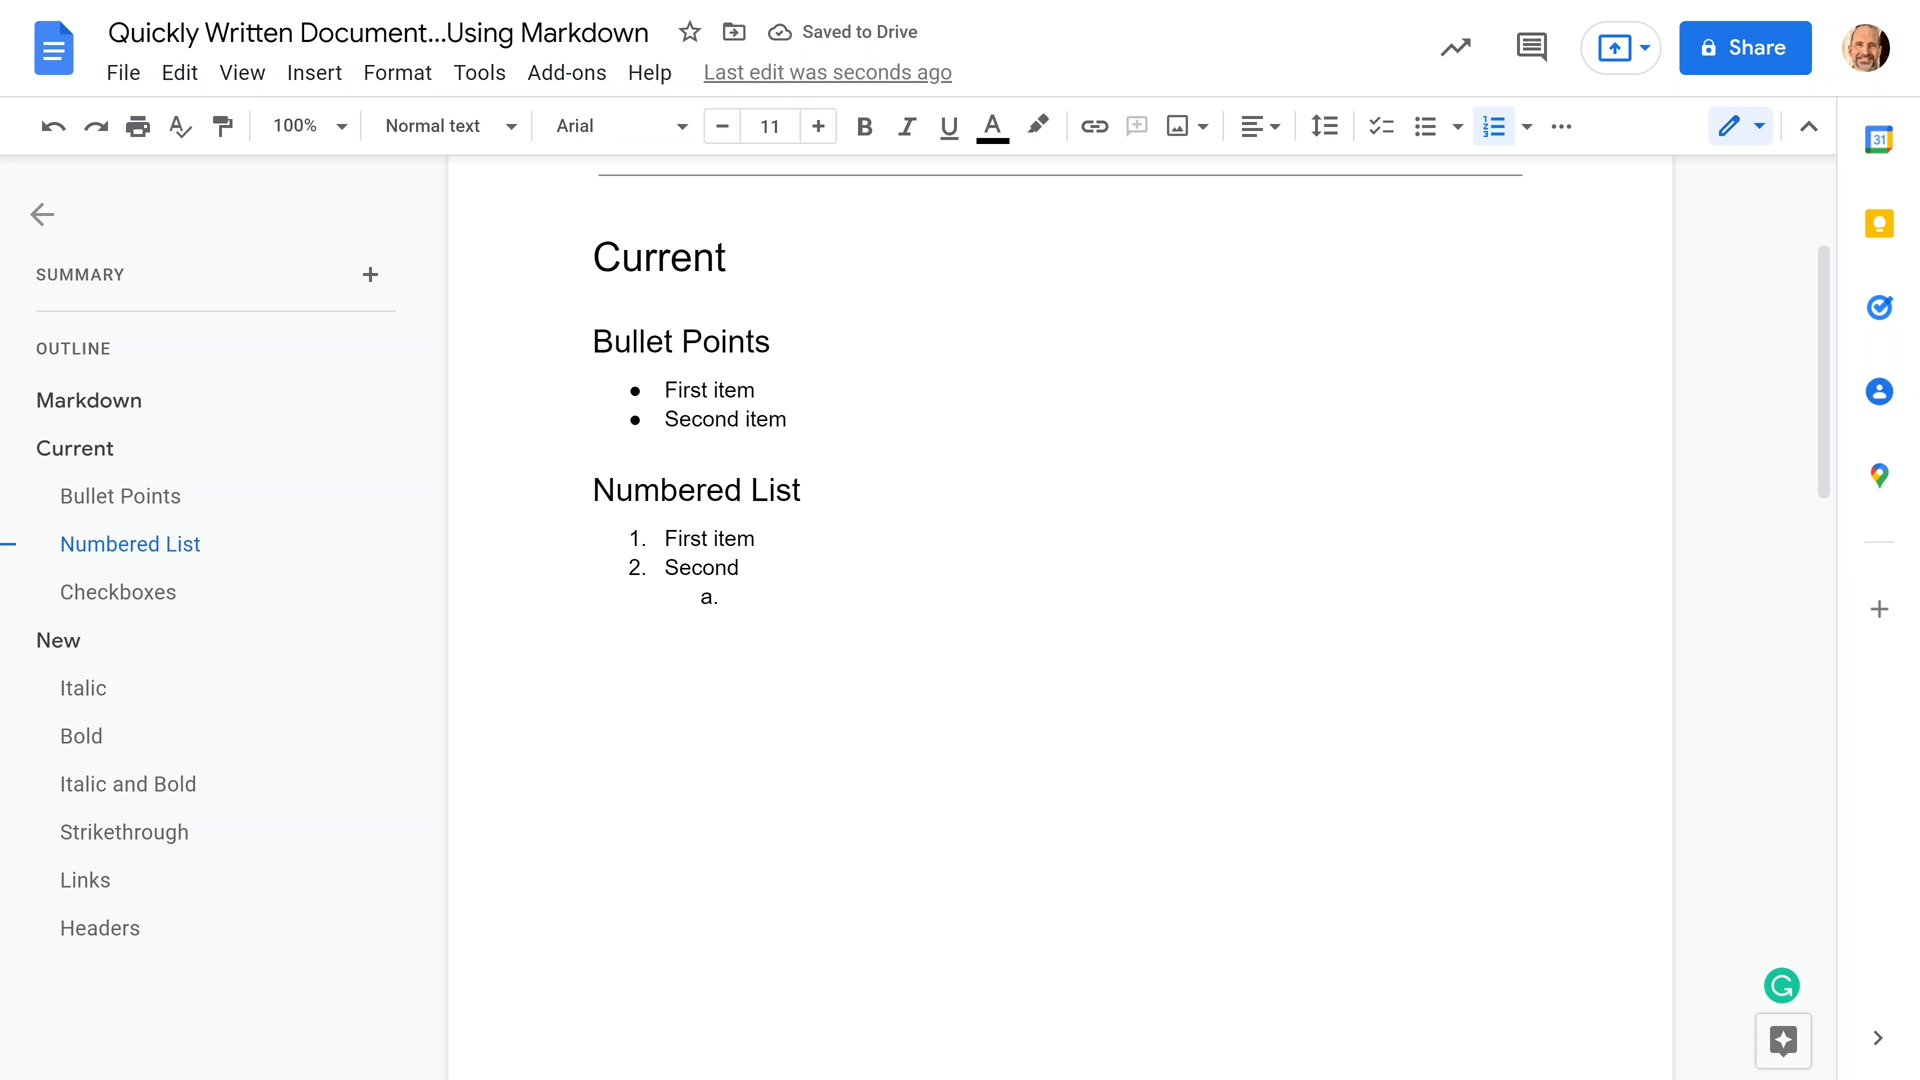 Quickly Written Document...Using Markdown
Saved to Drive
File Edit View Insert Format Tools Add-ons Help Last edit was seconds ago
Share
100% Normal text Arial 11 B I U A
31
SUMMARY
OUTLINE
Markdown
Current
Bullet Points
Numbered List
Checkboxes
New
Italic
Bold
Italic and Bold
Strikethrough
Links
Headers
Current
Bullet Points
● First item
● Second item
Numbered List
1. First item
2. Second
a.